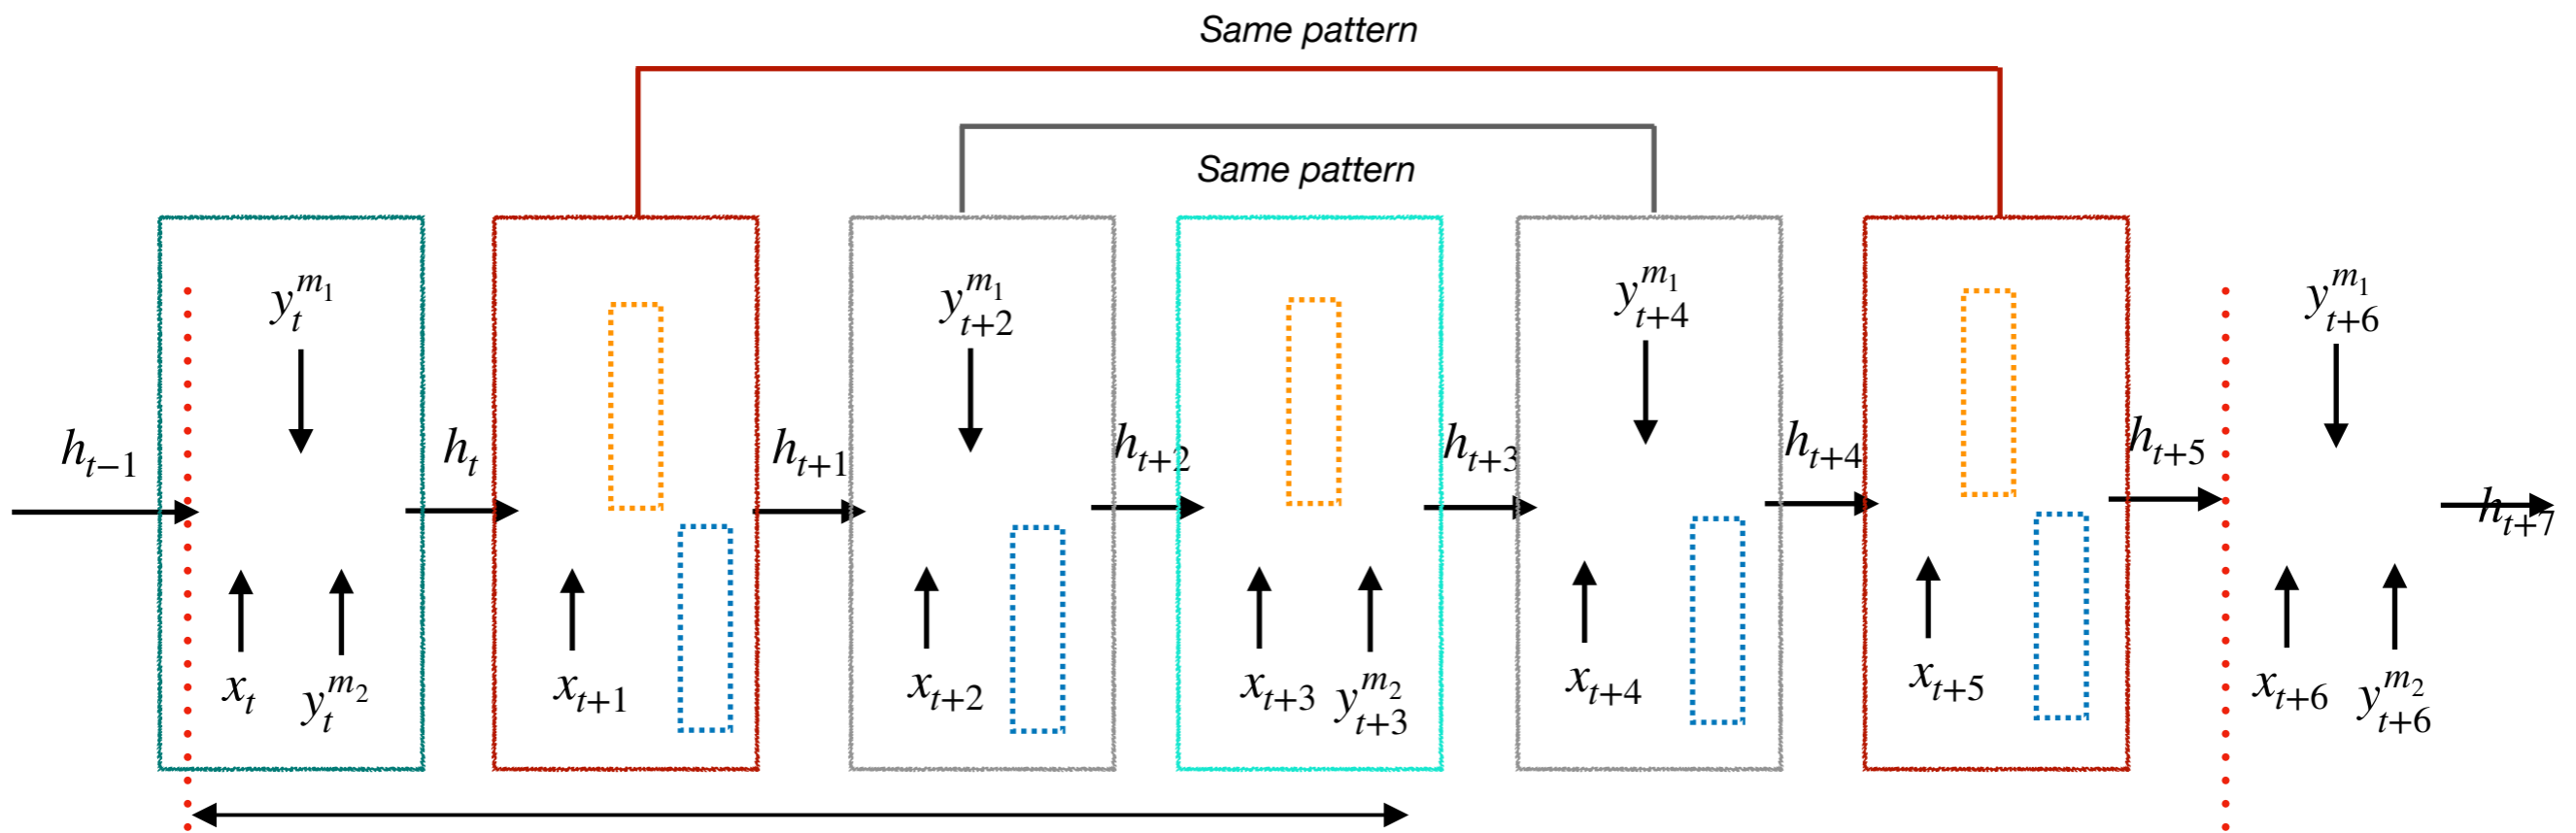 Same pattern
Same pattern
y_t^{m_1}
y_{t+2}^{m_1}
y_{t+4}^{m_1}
y_{t+6}^{m_1}
h_{t-1}
h_t
h_{t+1}
h_{t+2}
h_{t+3}
h_{t+4}
h_{t+5}
h_{t+7}
x_t
y_t^{m_2}
x_{t+1}
x_{t+2}
x_{t+3}
y_{t+3}^{m_2}
x_{t+4}
x_{t+5}
x_{t+6}
y_{t+6}^{m_2}